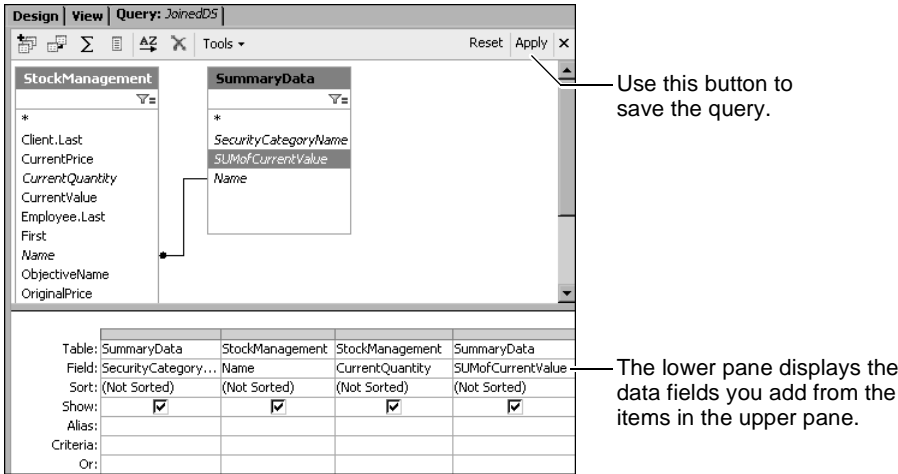 Design | View | Query: JoinedDS
Tools
Reset Apply
StockManagement
*
Client.Last
CurrentPrice
CurrentQuantity
CurrentValue
Employee.Last
First
Name
ObjectiveName
OriginalPrice
SummaryData
*
SecurityCategoryName
SUMofCurrentValue
Name
Use this button to
save the query.
Table: SummaryData StockManagement StockManagement SummaryData
Field: SecurityCategory... Name CurrentQuantity SUMofCurrentValue
Sort: (Not Sorted) (Not Sorted) (Not Sorted) (Not Sorted)
Show:
Alias:
Criteria:
Or:
The lower pane displays the
data fields you add from the
items in the upper pane.